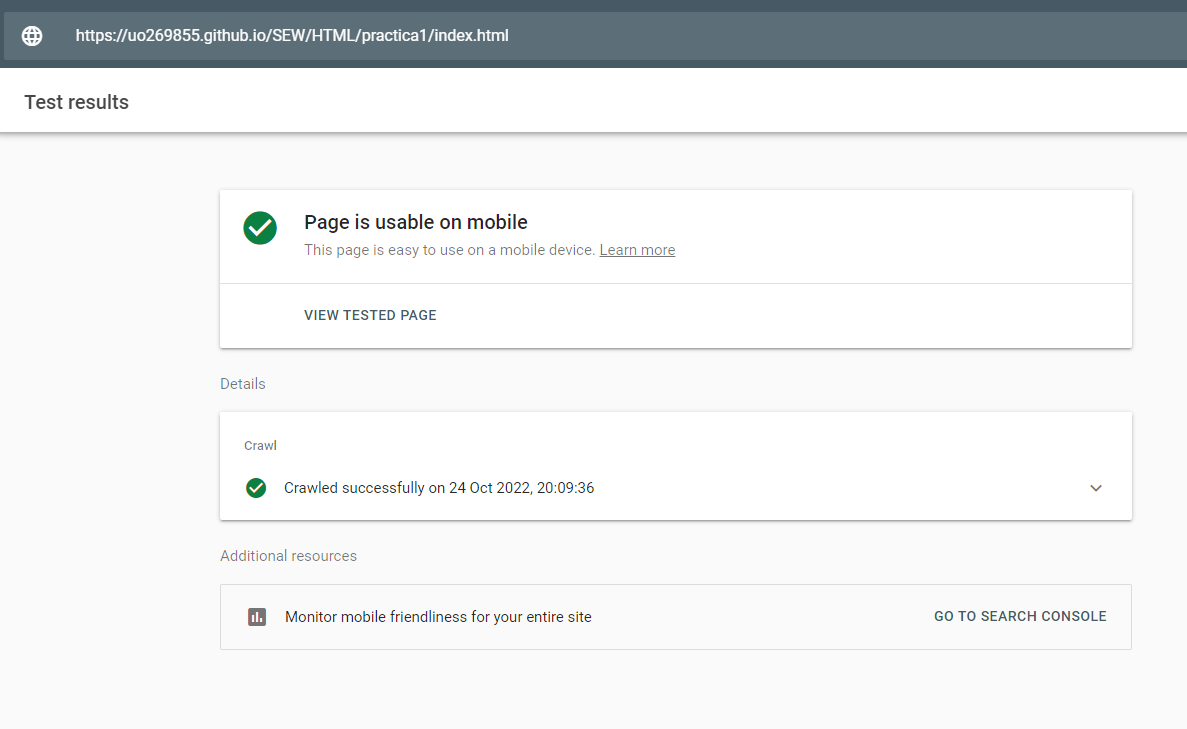 https://uo269855.github.io/SEW/HTML/practica1/index.html
Test results
Page is usable on mobile
This page is easy to use on a mobile device. Learn more
VIEW TESTED PAGE
Details
Crawl
Crawled successfully on 24 Oct 2022, 20:09:36
Additional resources
Monitor mobile friendliness for your entire site
GO TO SEARCH CONSOLE